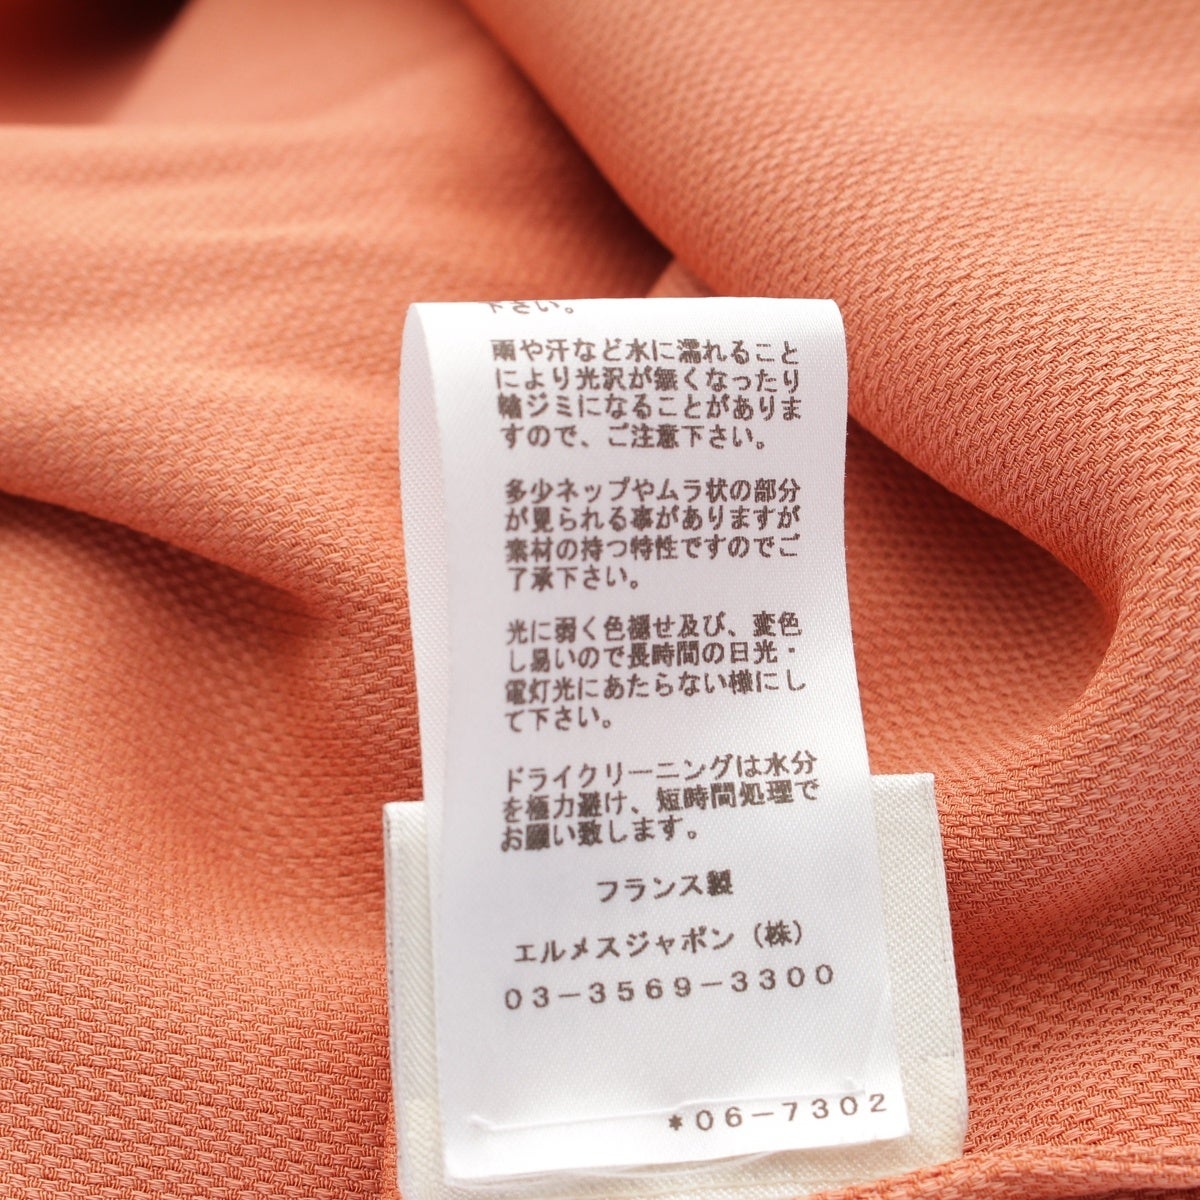 下さい。
雨や汗など水に濡れること
により光沢が無くなったり
輪ジミになることがありま
すので、ご注意下さい。
多少ネップやムラ状の部分
が見られる事がありますが
素材の持つ特性ですのでご
了承下さい。
光に弱く色褪せ及び、変色
し易いので長時間の日光・
電灯光にあたらない様にし
て下さい。
ドライクリーニングは水分
を極力避け、短時間処理で
お願い致します。
フランス製
エルメスジャポン（株）
03-3569-3300
*06-7302